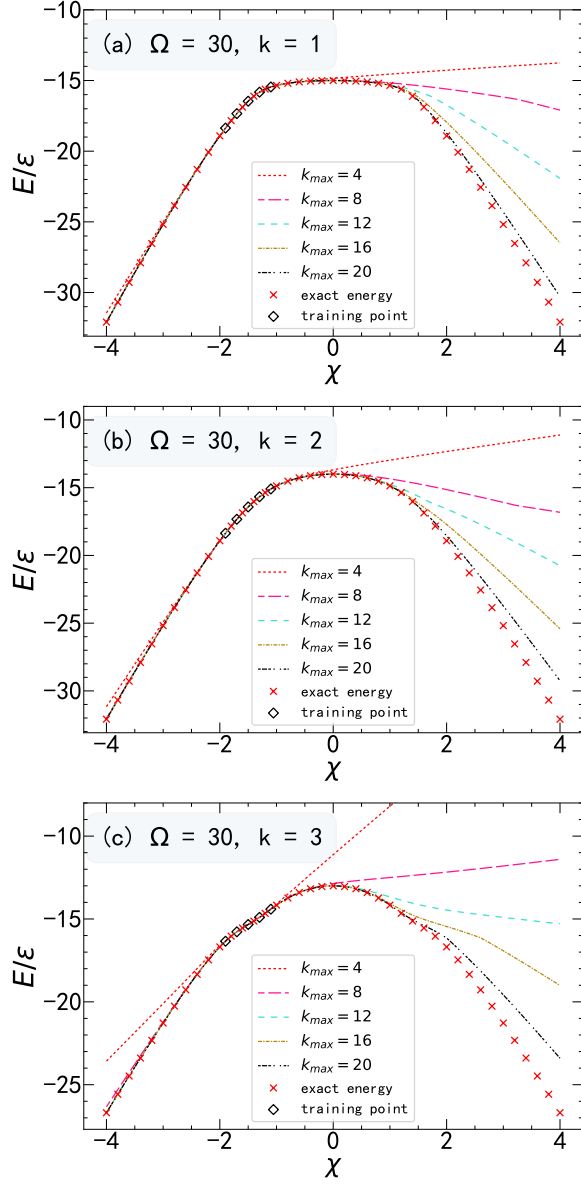 (a) Ω = 30, k = 1
−10
−15
−20
−25
−30
E/ε
k_max = 4
k_max = 8
k_max = 12
k_max = 16
k_max = 20
exact energy
training point
−4 −2 0 2 4
χ
(b) Ω = 30, k = 2
−10
−15
−20
−25
−30
E/ε
k_max = 4
k_max = 8
k_max = 12
k_max = 16
k_max = 20
exact energy
training point
−4 −2 0 2 4
χ
(c) Ω = 30, k = 3
−10
−15
−20
−25
E/ε
k_max = 4
k_max = 8
k_max = 12
k_max = 16
k_max = 20
exact energy
training point
−4 −2 0 2 4
χ